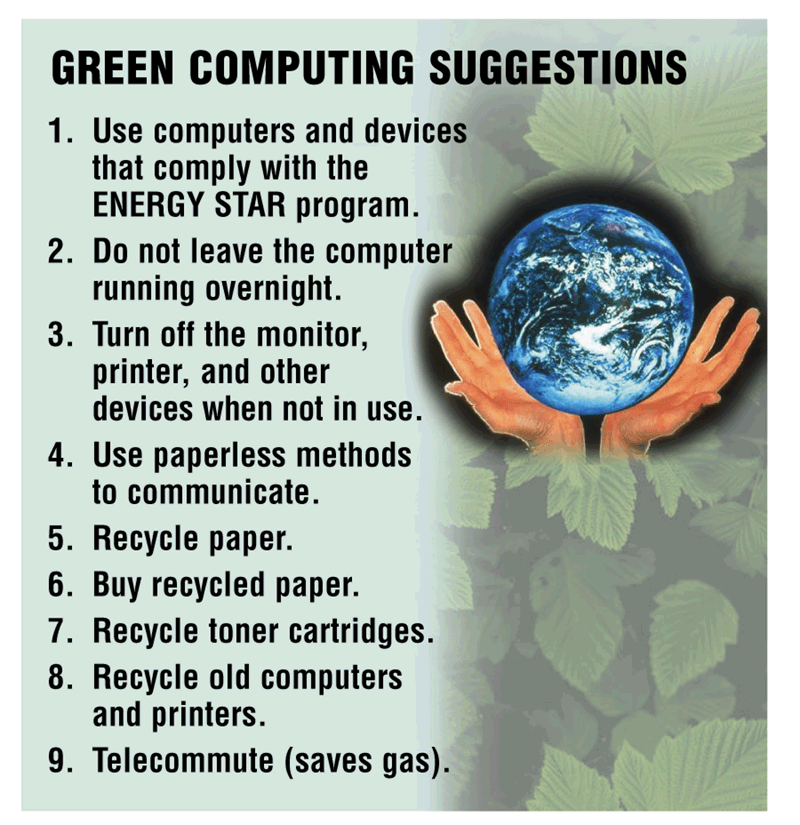 GREEN COMPUTING SUGGESTIONS
1. Use computers and devices
that comply with the
ENERGY STAR program.
2. Do not leave the computer
running overnight.
3. Turn off the monitor,
printer, and other
devices when not in use.
4. Use paperless methods
to communicate.
5. Recycle paper.
6. Buy recycled paper.
7. Recycle toner cartridges.
8. Recycle old computers
and printers.
9. Telecommute (saves gas).